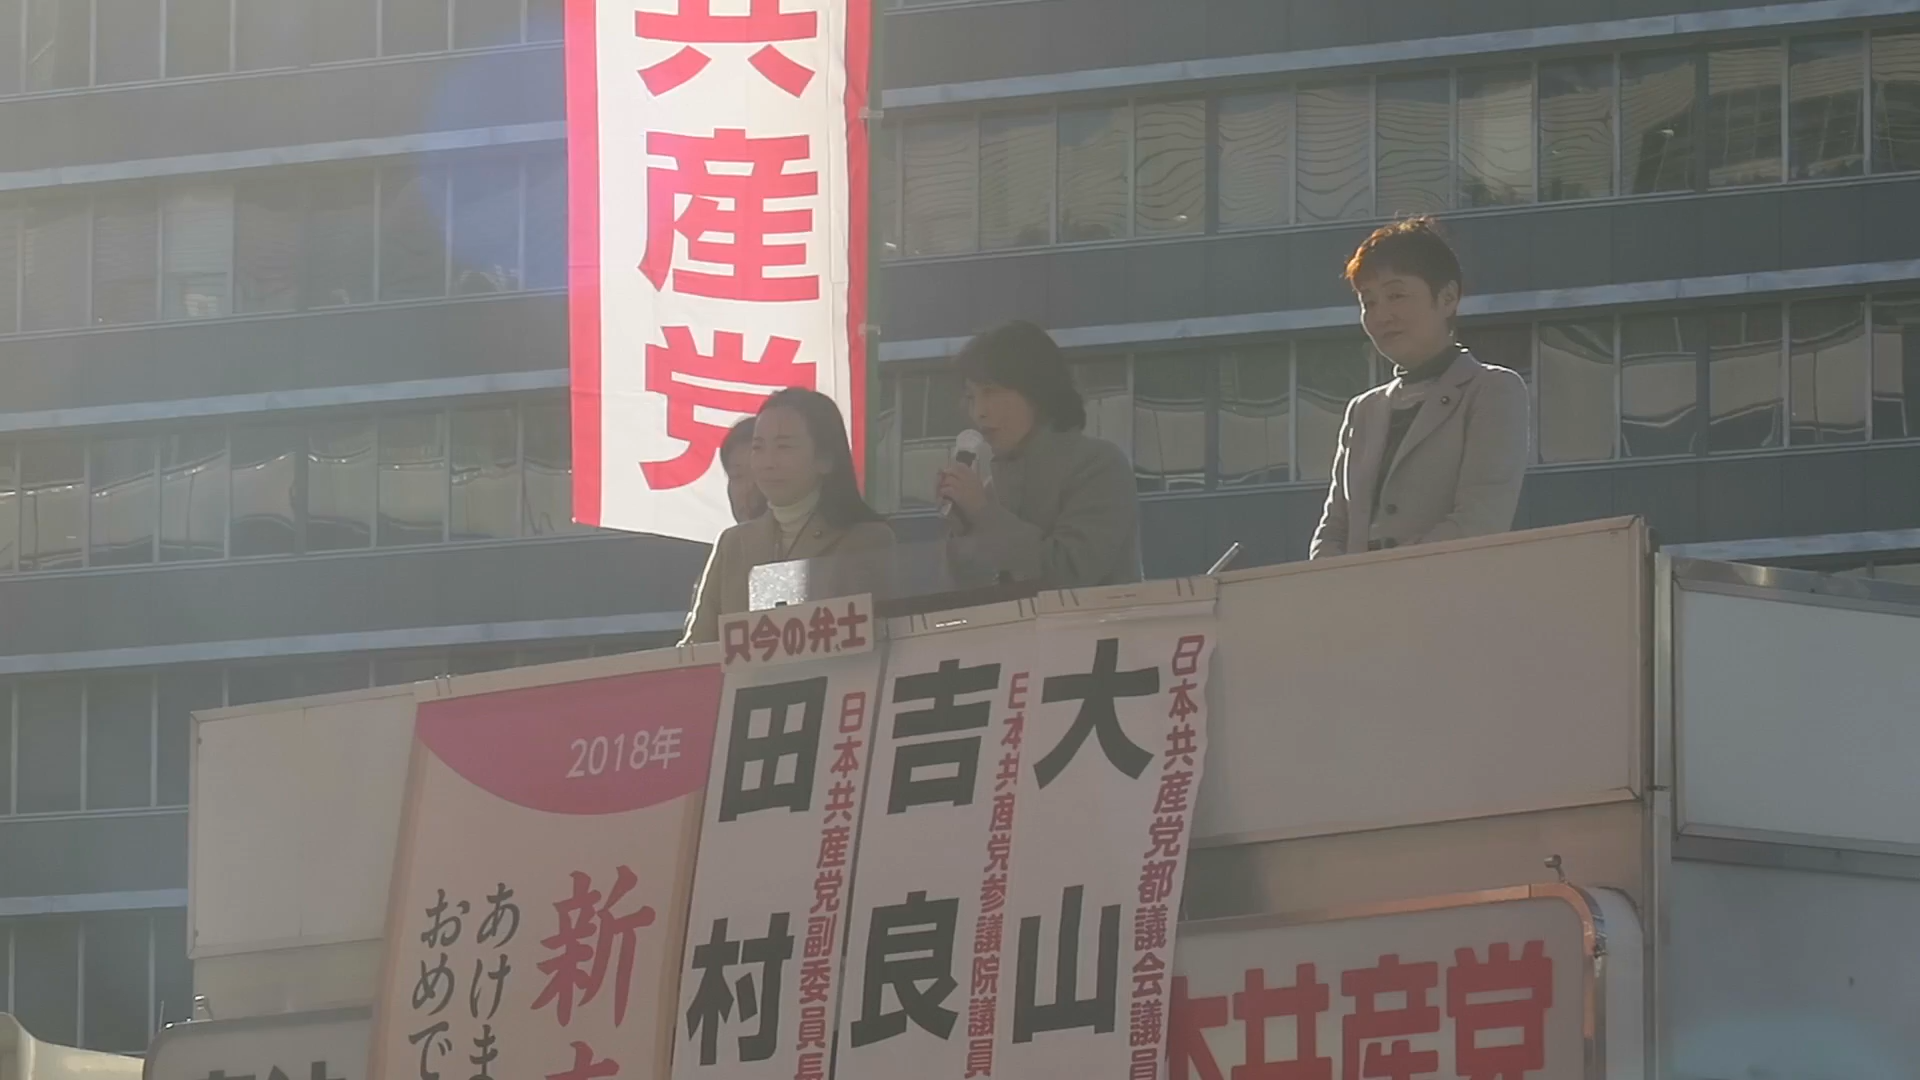 共産党
只今の弁士
日本共産党都議会議員
大山
日本共産党参議院議員
吉良
日本共産党副委員長
田村
2018年
新
あけま
おめで
本共産党